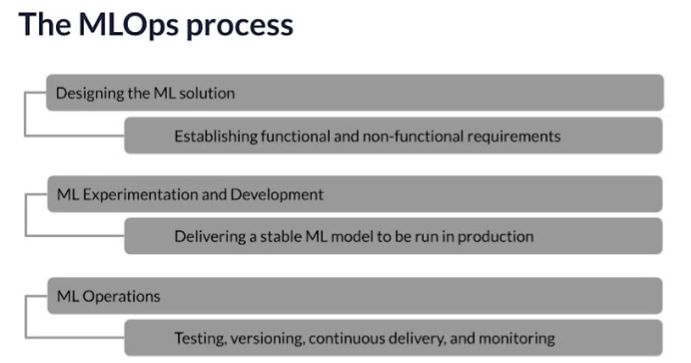 The MLOps process
Designing the ML solution
Establishing functional and non-functional requirements
ML Experimentation and Development
Delivering a stable ML model to be run in production
ML Operations
Testing, versioning, continuous delivery, and monitoring